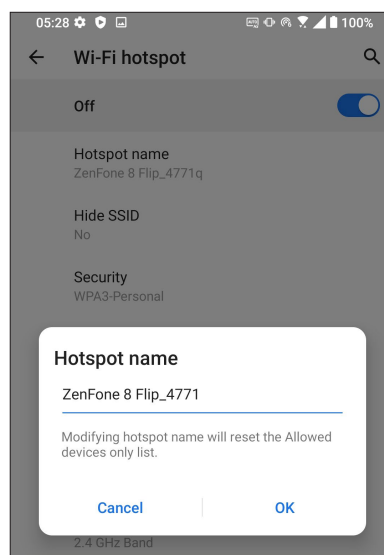 05:28 100%
Wi-Fi hotspot
Off
Hotspot name
ZenFone 8 Flip_4771q
Hide SSID
No
Security
WPA3-Personal
Hotspot name
ZenFone 8 Flip_4771
Modifying hotspot name will reset the Allowed
devices only list.
Cancel OK
2.4 GHz Band